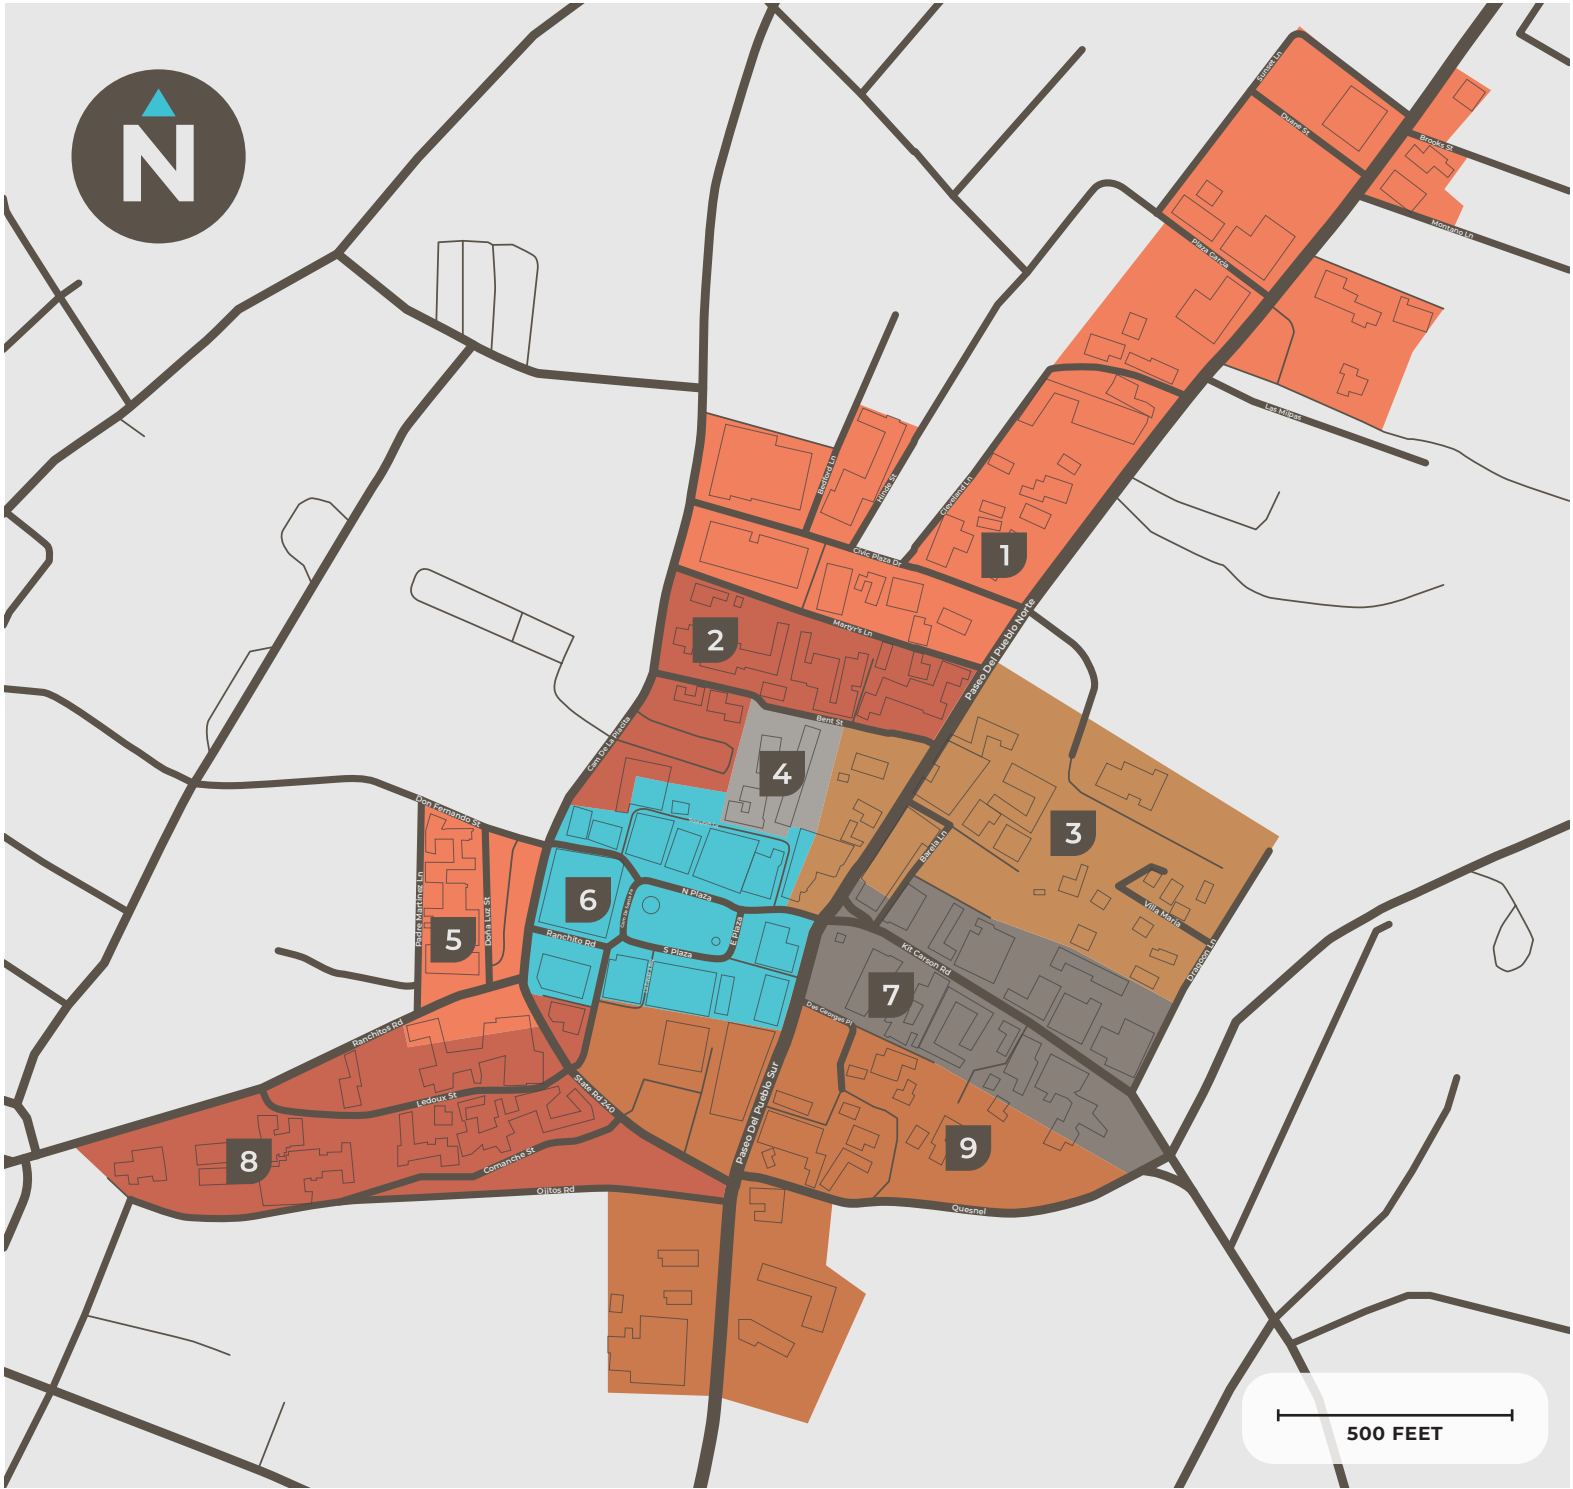 N
Sunset Ln
Duane St
Brooks St
Montano Ln
Plaza Garcia
Las Milpas
Bedford Ln
Hinde St
Cleveland Ln
Civic Plaza Dr
1
Martyr's Ln
2
Paseo Del Pueblo Norte
Bent St
Cam De La Placita
4
3
Don Fernando St
Barela Ln
Padre Martinez Ln
Doña Luz St
5
6
N Plaza
E Plaza
S Plaza
Ranchito Rd
Villa Maria
Dragoon Ln
Kit Carson Rd
7
Des Georges Pl
Ranchitos Rd
Ledoux St
State Rd 240
Paseo Del Pueblo Sur
8
9
Comanche St
Ojitos Rd
Quesnel
500 FEET